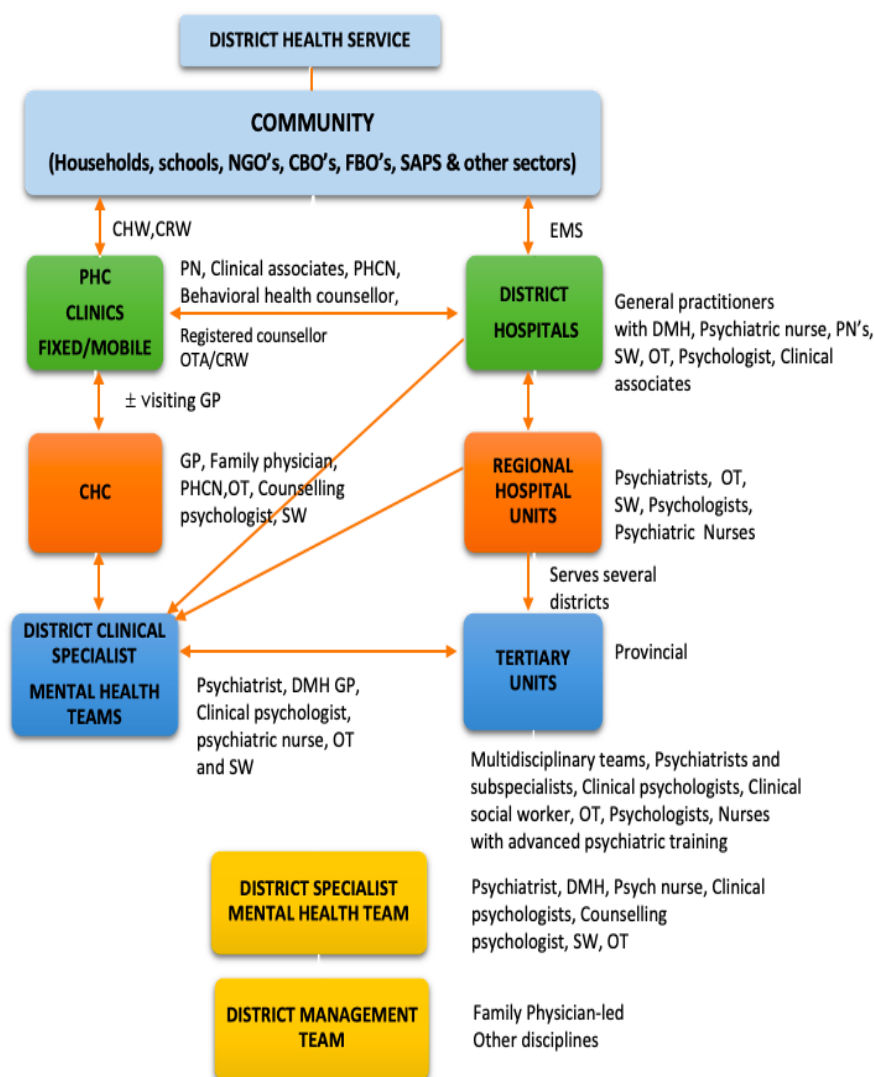 DISTRICT HEALTH SERVICE
COMMUNITY
(Households, schools, NGO's, CBO's, FBO's, SAPS & other sectors)
CHW,CRW
EMS
PHC
CLINICS
FIXED/MOBILE
PN, Clinical associates, PHCN,
Behavioral health counsellor,
Registered counsellor
OTA/CRW
DISTRICT
HOSPITALS
General practitioners
with DMH, Psychiatric nurse, PN's,
SW, OT, Psychologist, Clinical
associates
± visiting GP
CHC
GP, Family physician,
PHCN,OT, Counselling
psychologist, SW
REGIONAL
HOSPITAL
UNITS
Psychiatrists, OT,
SW, Psychologists,
Psychiatric Nurses
Serves several
districts
DISTRICT CLINICAL
SPECIALIST
MENTAL HEALTH
TEAMS
Psychiatrist, DMH GP,
Clinical psychologist,
psychiatric nurse, OT
and SW
TERTIARY
UNITS
Provincial
Multidisciplinary teams, Psychiatrists and
subspecialists, Clinical psychologists, Clinical
social worker, OT, Psychologists, Nurses
with advanced psychiatric training
DISTRICT SPECIALIST
MENTAL HEALTH TEAM
Psychiatrist, DMH, Psych nurse, Clinical
psychologists, Counselling
psychologist, SW, OT
DISTRICT MANAGEMENT
TEAM
Family Physician-led
Other disciplines